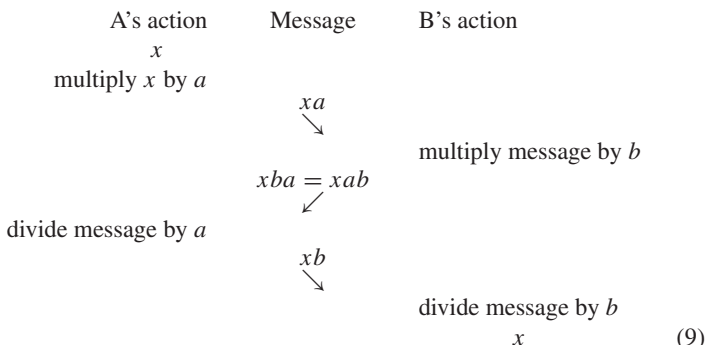 A's action Message B's action
x
multiply x by a
xa
↘
multiply message by b
xba = xab
↙
divide message by a
xb
↘
divide message by b
x (9)